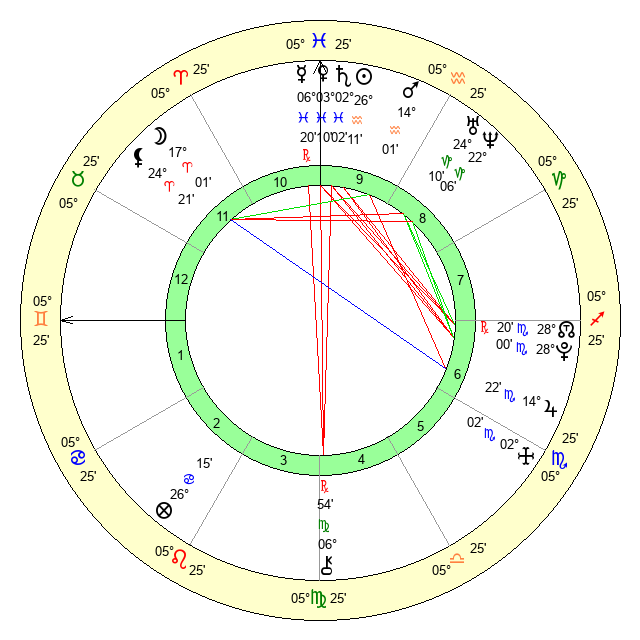 05° ♓ 25'
05° ♈ 25'
05° ♒ 25'
☿ ♀ ♄ ☉
06° 03° 02° 26°
♓ ♓ ♓ ♒
20' 10' 02' 11'
℞
♂
14°
♒
01'
♅ ♆
24° 22°
♑ ♑
10' 06'
☽
17°
♈
01'
⚸
24°
♈
21'
25' ♉ 05°
25' ♑ 05°
10 9
11 8
12 7
1 6
2 5
3 4
05°
♊
25'
05°
♐
25'
℞ 20' ♏ 28° ☊
00' ♏ 28° ♇
22' ♏ 14° ♃
02' ♏ 02°
05° ♋ 25'
25' ♏ 05°
15'
♋
26°
⊗
℞
54'
♍
06°
⚷
05° ♌ 25'
05° ♎ 25'
05° ♍ 25'